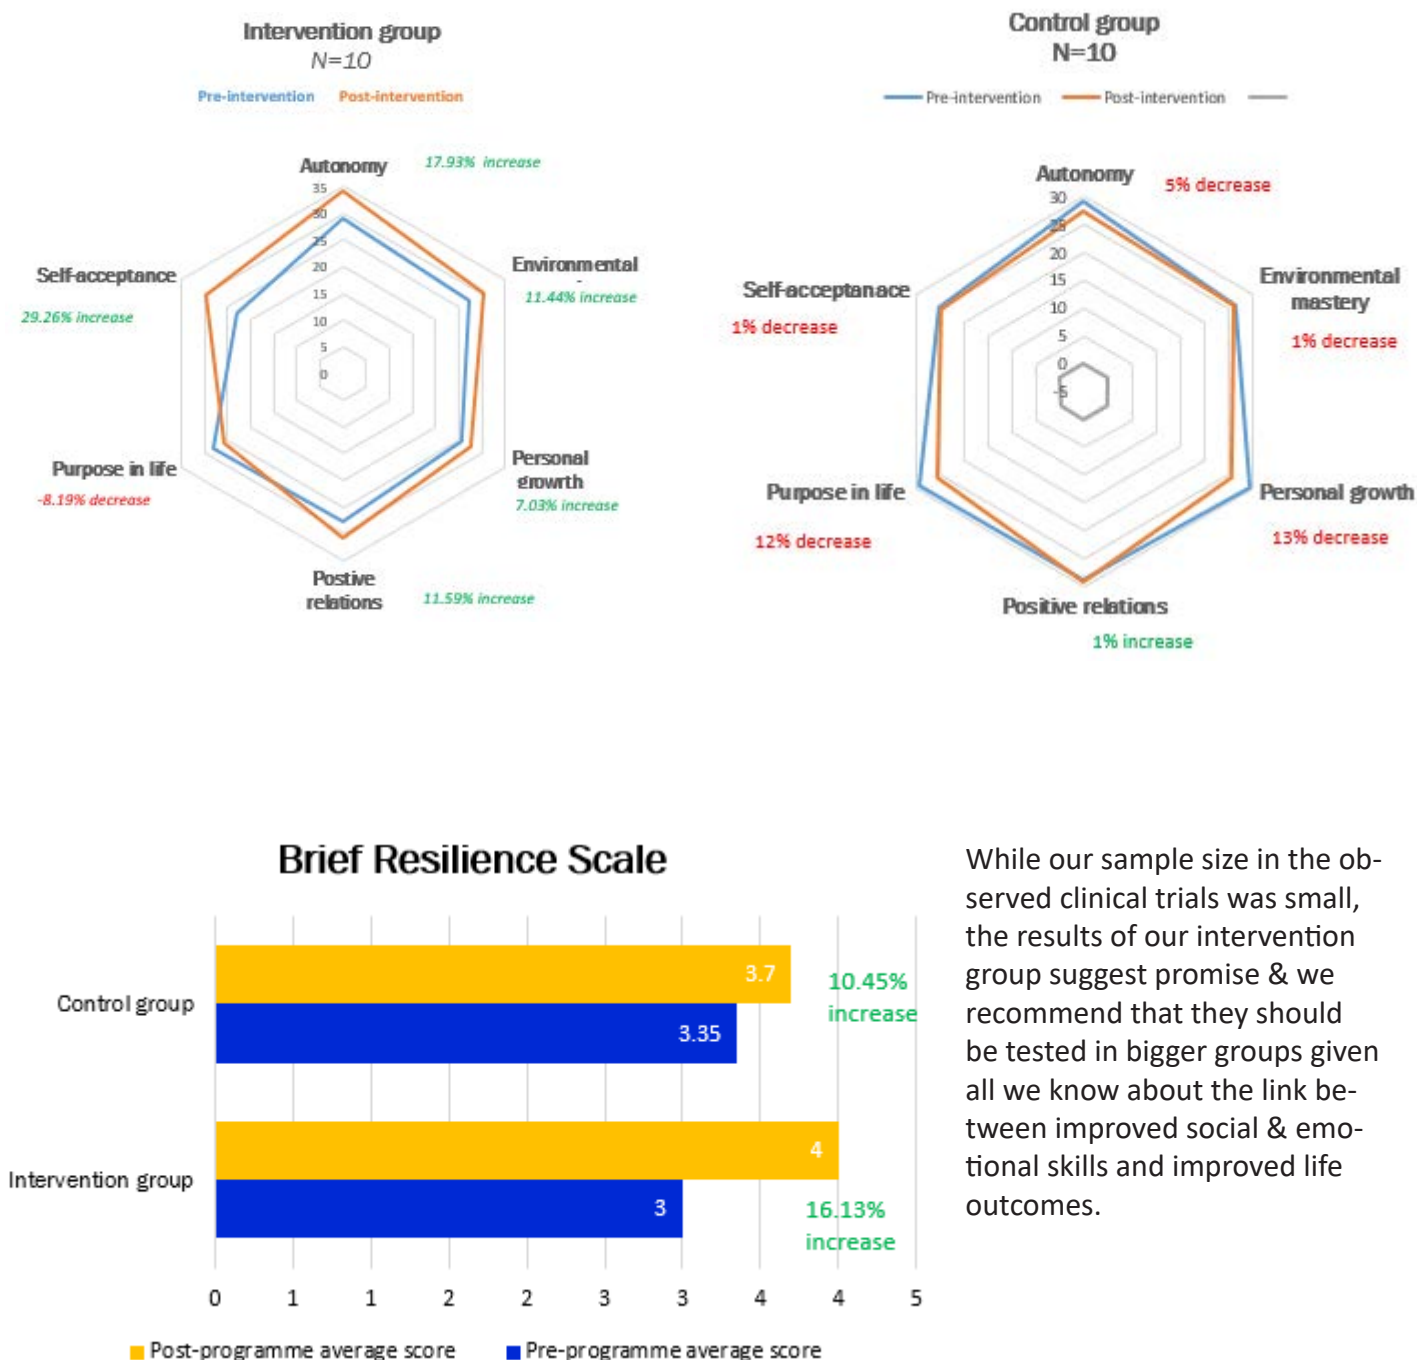 Intervention group
N=10
Pre-intervention Post-intervention
Autonomy
17.93% increase
35
30
25
20
15
10
5
0
Environmental
11.44% increase
Personal
growrth
7.03% increase
Postive
relations
11.59% increase
Purpose in life
-8.19% decrease
Self-acceptance
29.26% increase
Control group
N=10
Pre-intervention Post-intervention
Autonomy
5% decrease
30
25
20
15
10
5
0
-5
Environmental
mastery
1% decrease
Personal growth
13% decrease
Positive relations
1% increase
Purpose in life
12% decrease
Self-acceptanace
1% decrease
Brief Resilience Scale
Control group
3.7
3.35
10.45%
increase
Intervention group
4
3
16.13%
increase
0 1 1 2 2 3 3 4 4 5
Post-programme average score Pre-programme average score
While our sample size in the ob-
served clinical trials was small,
the results of our intervention
group suggest promise & we
recommend that they should
be tested in bigger groups given
all we know about the link be-
tween improved social & emo-
tional skills and improved life
outcomes.